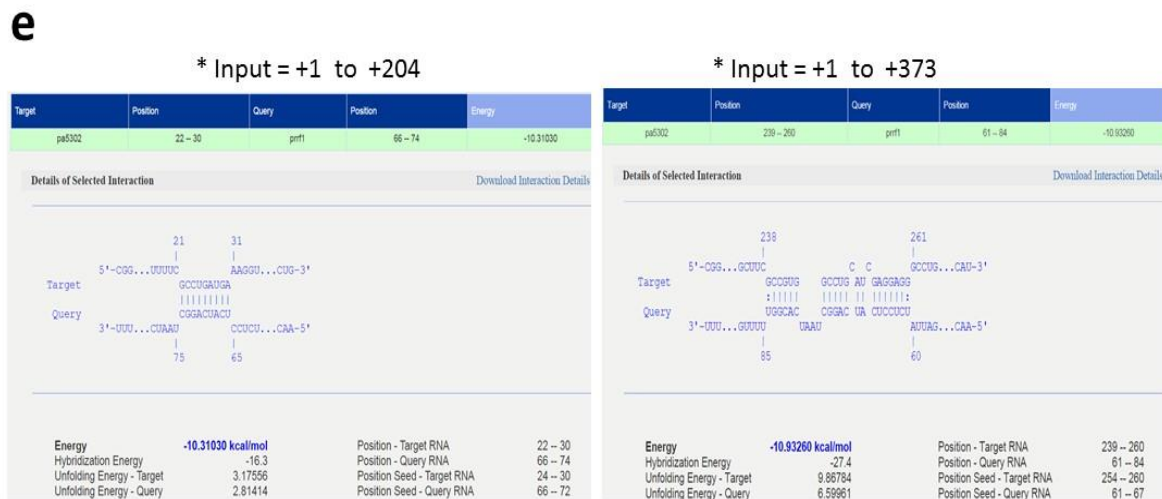 e
* Input = +1 to +204
Target Position Query Position Energy
pa5302 22 -- 30 prrf1 66 -- 74 -10.31030
Details of Selected Interaction Download Interaction Details
21 31
| |
5'-CGG...UUUUC AAGGU...CUG-3'
Target GCCUGAUGA
|||||||||
Query CGGACUACU
3'-UUU...CUAAU CCUCU...CAA-5'
| |
75 65
Energy -10.31030 kcal/mol Position - Target RNA 22 -- 30
Hybridization Energy -16.3 Position - Query RNA 66 -- 74
Unfolding Energy - Target 3.17556 Position Seed - Target RNA 24 -- 30
Unfolding Energy - Query 2.81414 Position Seed - Query RNA 66 -- 72
* Input = +1 to +373
Target Position Query Position Energy
pa5302 239 -- 260 prrf1 61 -- 84 -10.93260
Details of Selected Interaction Download Interaction Details
238 261
| |
5'-CGG...GCUUC C C GCCUG...CAU-3'
Target GCCGUG GCCUG AU GAGGAGG
:||||| ||||| || ||||||:
Query UGGCAC CGGAC UA CUCCUCU
3'-UUU...GUUUU UAAU AUUAG...CAA-5'
| |
85 60
Energy -10.93260 kcal/mol Position - Target RNA 239 -- 260
Hybridization Energy -27.4 Position - Query RNA 61 -- 84
Unfolding Energy - Target 9.86784 Position Seed - Target RNA 254 -- 260
Unfolding Energy - Query 6.59961 Position Seed - Query RNA 61 -- 67